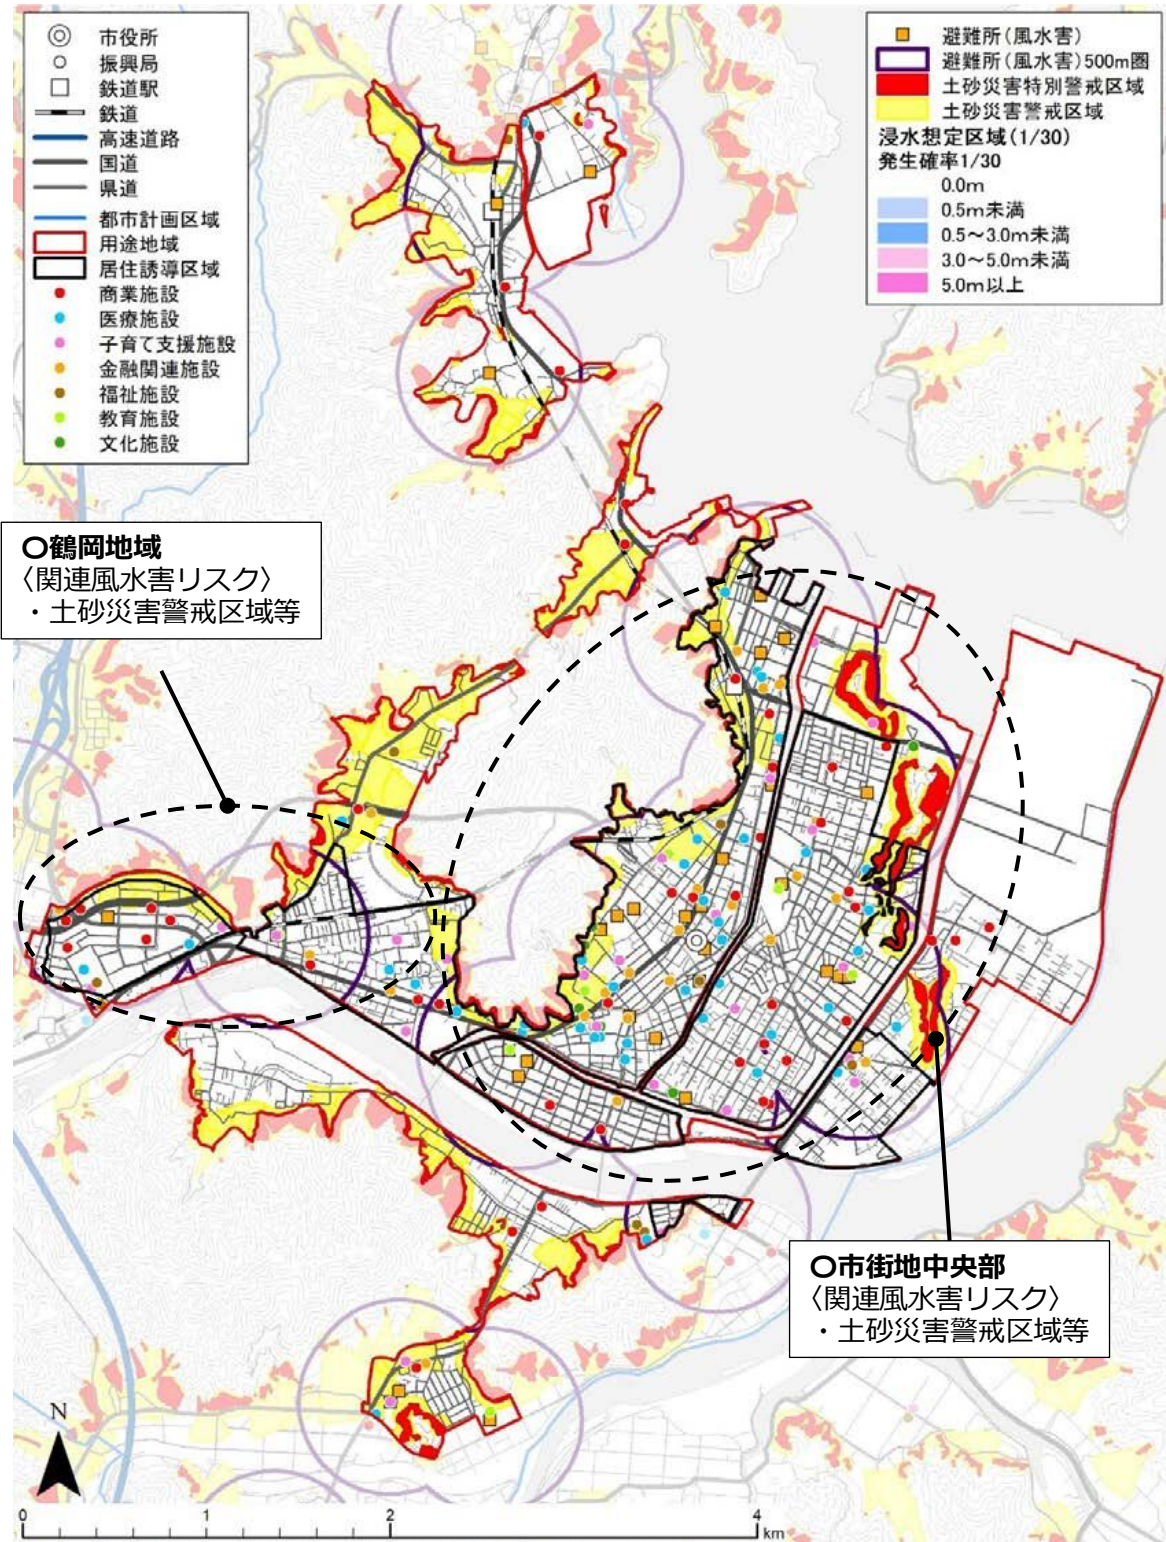 市役所
振興局
鉄道駅
鉄道
高速道路
国道
県道
都市計画区域
用途地域
居住誘導区域
商業施設
医療施設
子育て支援施設
金融関連施設
福祉施設
教育施設
文化施設
避難所(風水害)
避難所(風水害)500m圏
土砂災害特別警戒区域
土砂災害警戒区域
浸水想定区域(1/30)
発生確率1/30
0.0m
0.5m未満
0.5～3.0m未満
3.0～5.0m未満
5.0m以上
〇鶴岡地域
〈関連風水害リスク〉
・土砂災害警戒区域等
〇市街地中央部
〈関連風水害リスク〉
・土砂災害警戒区域等
N
0 1 2 4
km